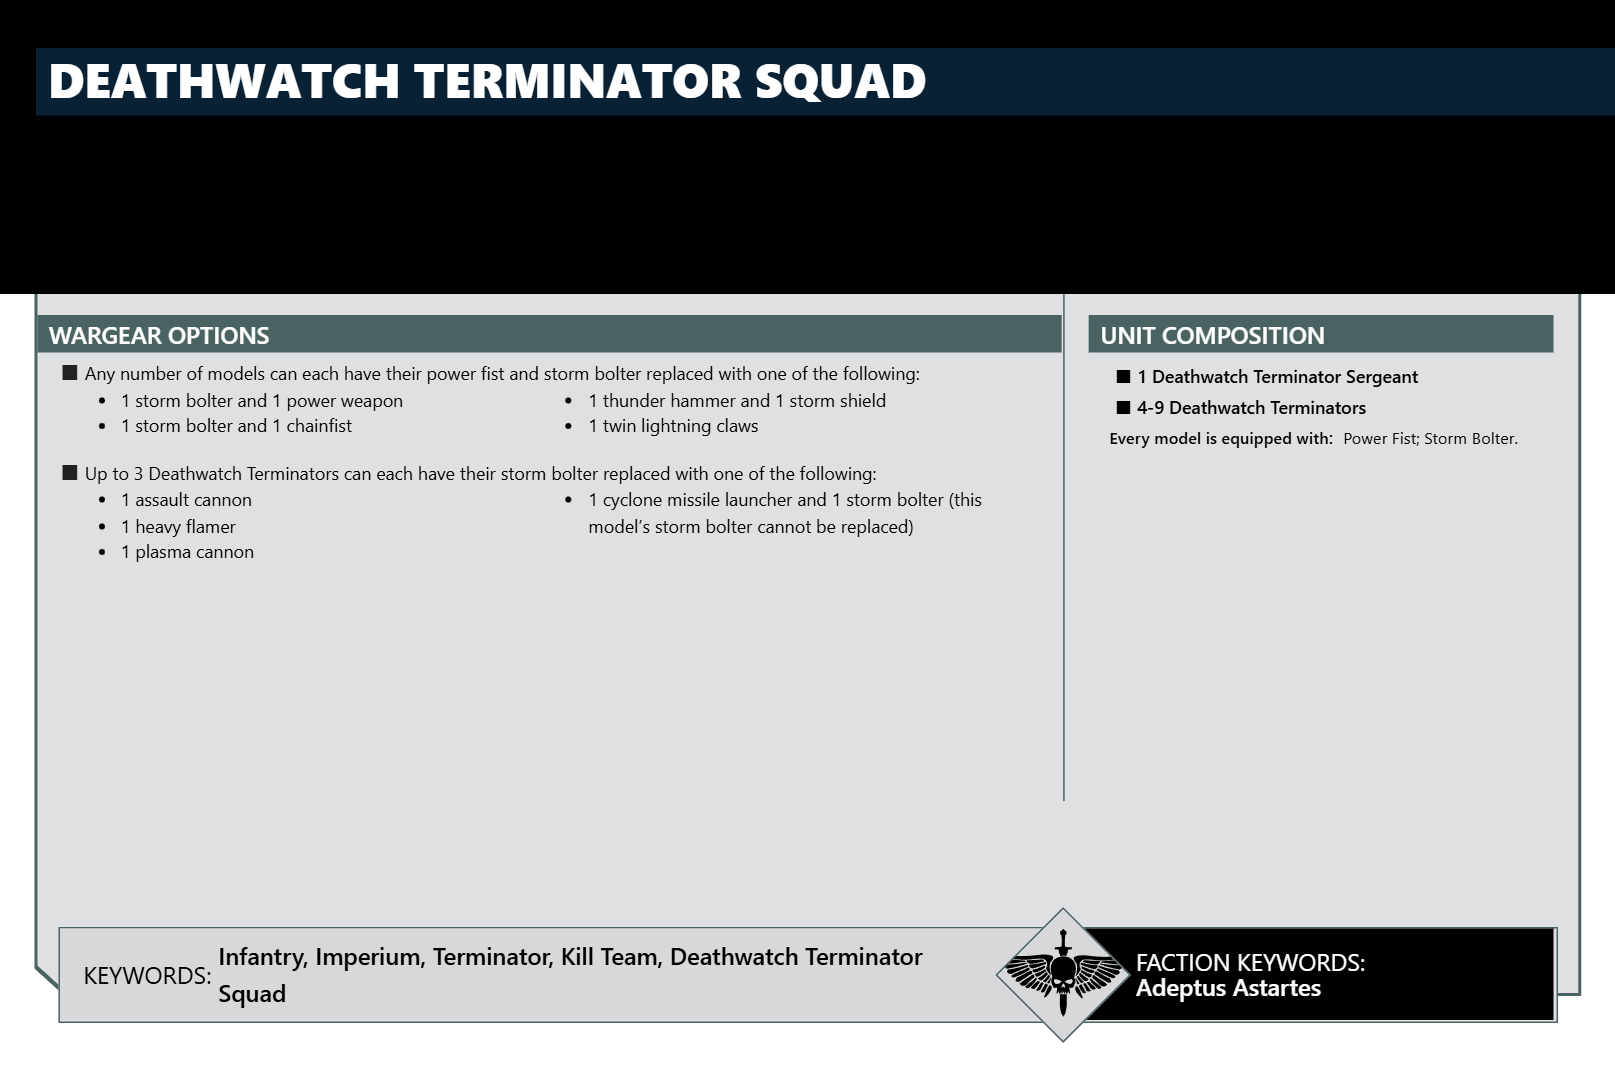 DEATHWATCH TERMINATOR SQUAD
WARGEAR OPTIONS
■ Any number of models can each have their power fist and storm bolter replaced with one of the following:
• 1 storm bolter and 1 power weapon
• 1 storm bolter and 1 chainfist
• 1 thunder hammer and 1 storm shield
• 1 twin lightning claws
■ Up to 3 Deathwatch Terminators can each have their storm bolter replaced with one of the following:
• 1 assault cannon
• 1 heavy flamer
• 1 plasma cannon
• 1 cyclone missile launcher and 1 storm bolter (this
model’s storm bolter cannot be replaced)
UNIT COMPOSITION
■ 1 Deathwatch Terminator Sergeant
■ 4-9 Deathwatch Terminators
Every model is equipped with: Power Fist; Storm Bolter.
KEYWORDS: Infantry, Imperium, Terminator, Kill Team, Deathwatch Terminator
Squad
FACTION KEYWORDS:
Adeptus Astartes